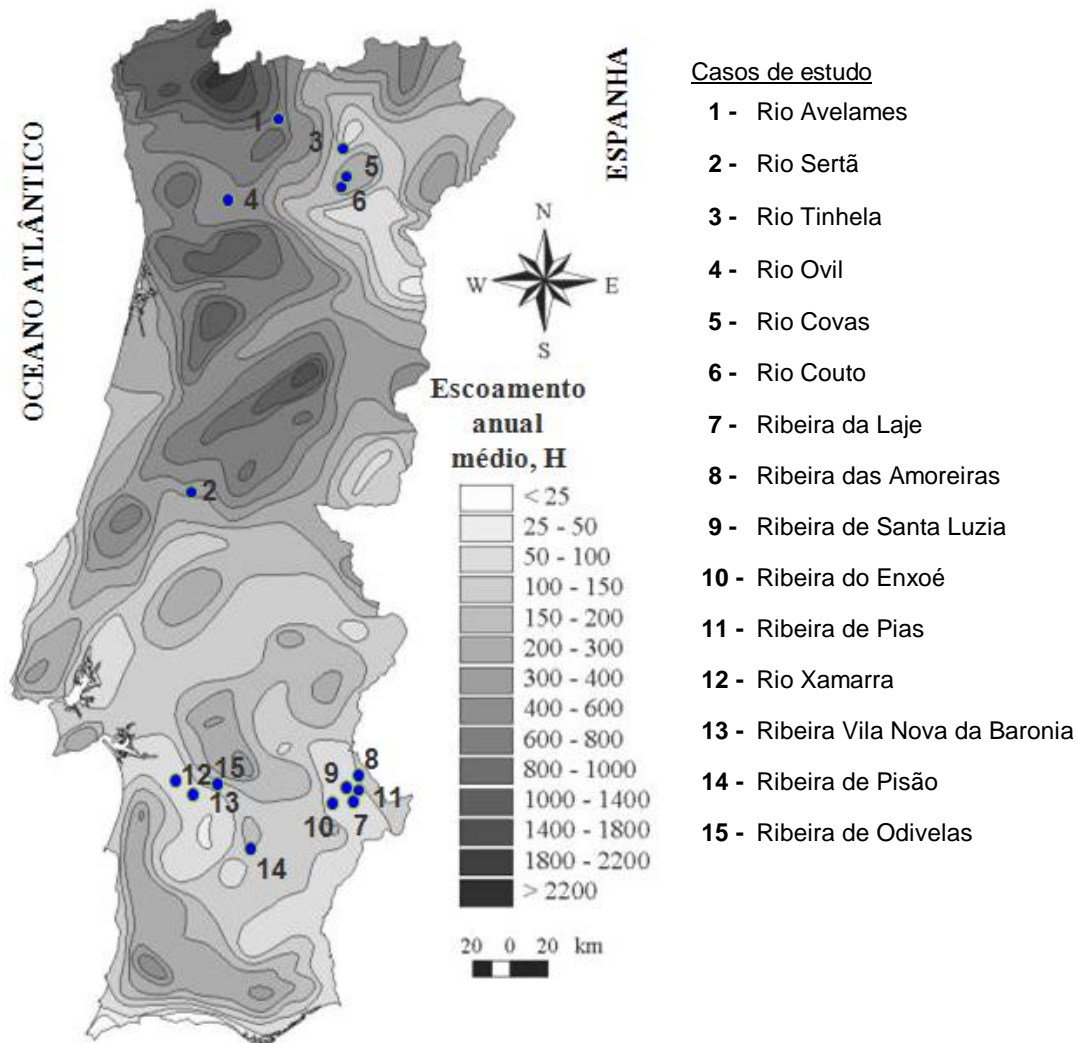 OCEANO ATLÂNTICO
ESPANHA
1
3
5
6
4
N
W
E
S
2
8
9
15
12
13
11
10
7
14
Escoamento
anual
médio, H
< 25
25 - 50
50 - 100
100 - 150
150 - 200
200 - 300
300 - 400
400 - 600
600 - 800
800 - 1000
1000 - 1400
1400 - 1800
1800 - 2200
> 2200
20 0 20 km
Casos de estudo
1 - Rio Avelames
2 - Rio Sertã
3 - Rio Tinhela
4 - Rio Ovil
5 - Rio Covas
6 - Rio Couto
7 - Ribeira da Laje
8 - Ribeira das Amoreiras
9 - Ribeira de Santa Luzia
10 - Ribeira do Enxoé
11 - Ribeira de Pias
12 - Rio Xamarra
13 - Ribeira Vila Nova da Baronia
14 - Ribeira de Pisão
15 - Ribeira de Odivelas